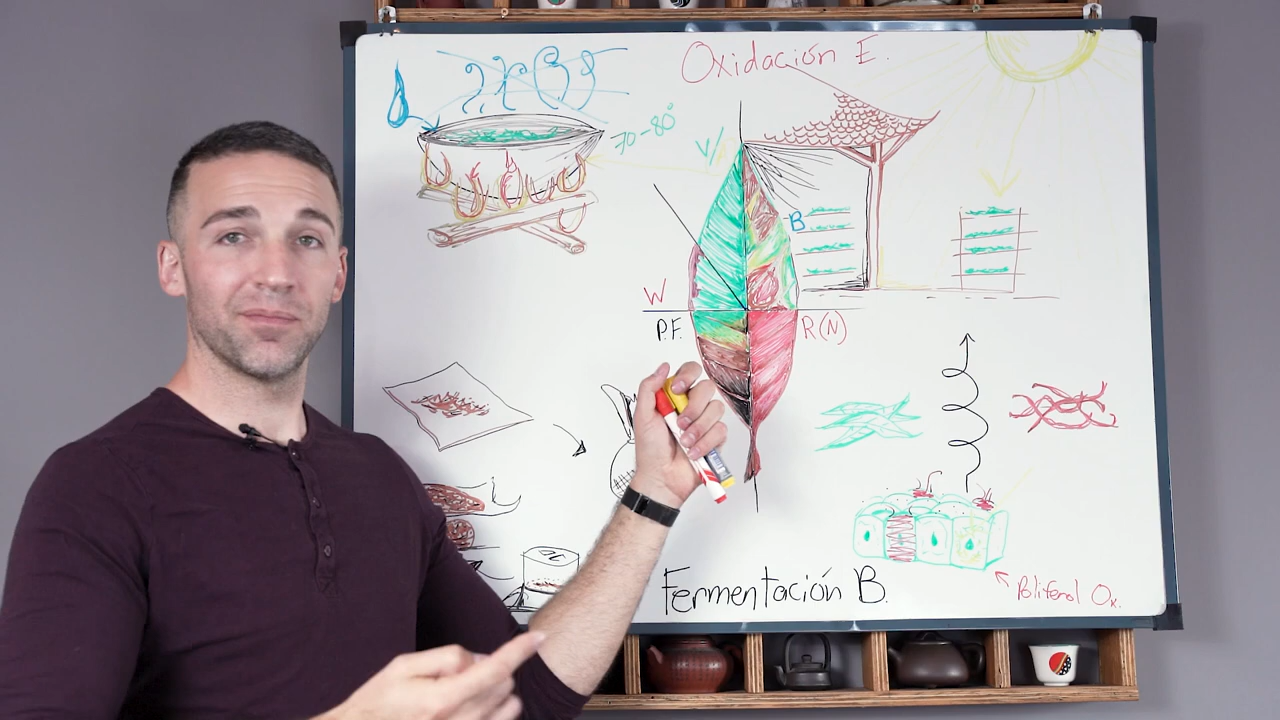 Oxidación E.
70-80°
V/
B
W
P.F.
R(N)
Fermentación B.
Polifenol Ox.